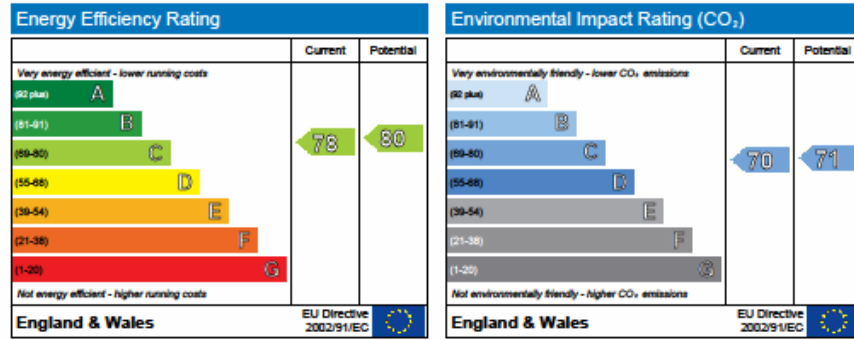 Energy Efficiency Rating
Current Potential
Very energy efficient - lower running costs
(92 plus) A
(81-91) B
(69-80) C
78 80
(55-68) D
(39-54) E
(21-38) F
(1-20) G
Not energy efficient - higher running costs
England & Wales
EU Directive
2002/91/EC
Environmental Impact Rating (CO₂)
Current Potential
Very environmentally friendly - lower CO₂ emissions
(92 plus) A
(81-91) B
(69-80) C
70 71
(55-68) D
(39-54) E
(21-38) F
(1-20) G
Not environmentally friendly - higher CO₂ emissions
England & Wales
EU Directive
2002/91/EC